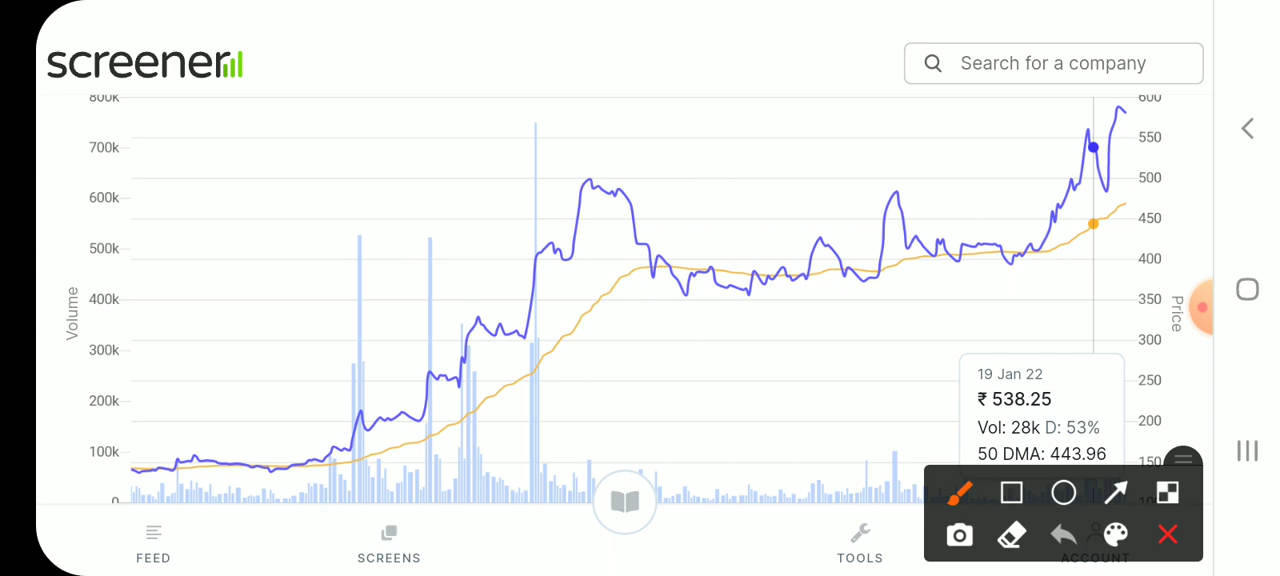 screener
Search for a company
800k
700k
600k
500k
400k
300k
200k
100k
0
Volume
600
550
500
450
400
350
300
250
200
150
Price
19 Jan 22
₹ 538.25
Vol: 28k D: 53%
50 DMA: 443.96
FEED
SCREENS
TOOLS
ACCOUNT